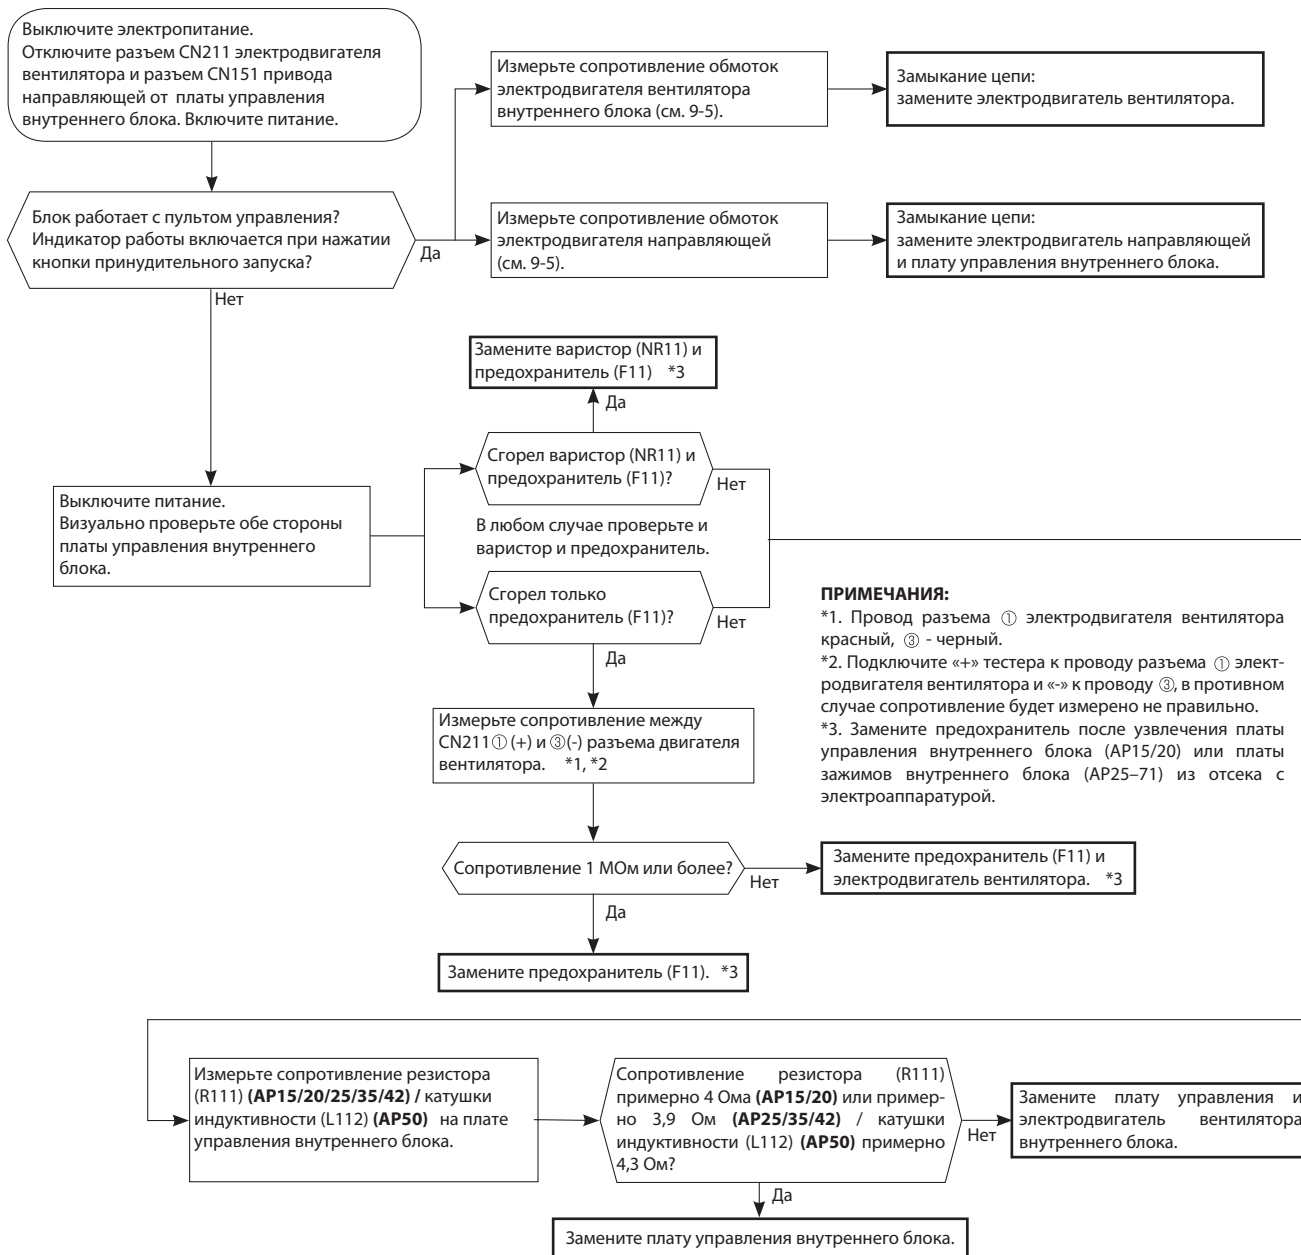 Выключите электропитание.
Отключите разъем CN211 электродвигателя
вентилятора и разъем CN151 привода
направляющей от платы управления
внутреннего блока. Включите питание.
Измерьте сопротивление обмоток
электродвигателя вентилятора
внутреннего блока (см. 9-5).
Замыкание цепи:
замените электродвигатель вентилятора.
Блок работает с пультом управления?
Индикатор работы включается при нажатии
кнопки принудительного запуска?
Да
Измерьте сопротивление обмоток
электродвигателя направляющей
(см. 9-5).
Замыкание цепи:
замените электродвигатель направляющей
и плату управления внутреннего блока.
Нет
Замените варистор (NR11) и
предохранитель (F11) *3
Да
Сгорел варистор (NR11) и
предохранитель (F11)?
Нет
Выключите питание.
Визуально проверьте обе стороны
платы управления внутреннего
блока.
В любом случае проверьте и
варистор и предохранитель.
Сгорел только
предохранитель (F11)?
Нет
Да
ПРИМЕЧАНИЯ:
*1. Провод разъема ① электродвигателя вентилятора
красный, ③ - черный.
*2. Подключите «+» тестера к проводу разъема ① элект-
родвигателя вентилятора и «-» к проводу ③, в противном
случае сопротивление будет измерено не правильно.
*3. Замените предохранитель после узвлечения платы
управления внутреннего блока (AP15/20) или платы
зажимов внутреннего блока (AP25–71) из отсека с
электроаппаратурой.
Измерьте сопротивление между
CN211① (+) и ③(-) разъема двигателя
вентилятора. *1, *2
Сопротивление 1 МОм или более?
Нет
Замените предохранитель (F11) и
электродвигатель вентилятора. *3
Да
Замените предохранитель (F11). *3
Измерьте сопротивление резистора
(R111) (AP15/20/25/35/42) / катушки
индуктивности (L112) (AP50) на плате
управления внутреннего блока.
Сопротивление резистора (R111)
примерно 4 Ома (AP15/20) или пример-
но 3,9 Ом (AP25/35/42) / катушки
индуктивности (L112) (AP50) примерно
4,3 Ом?
Нет
Замените плату управления и
электродвигатель вентилятора
внутреннего блока.
Да
Замените плату управления внутреннего блока.